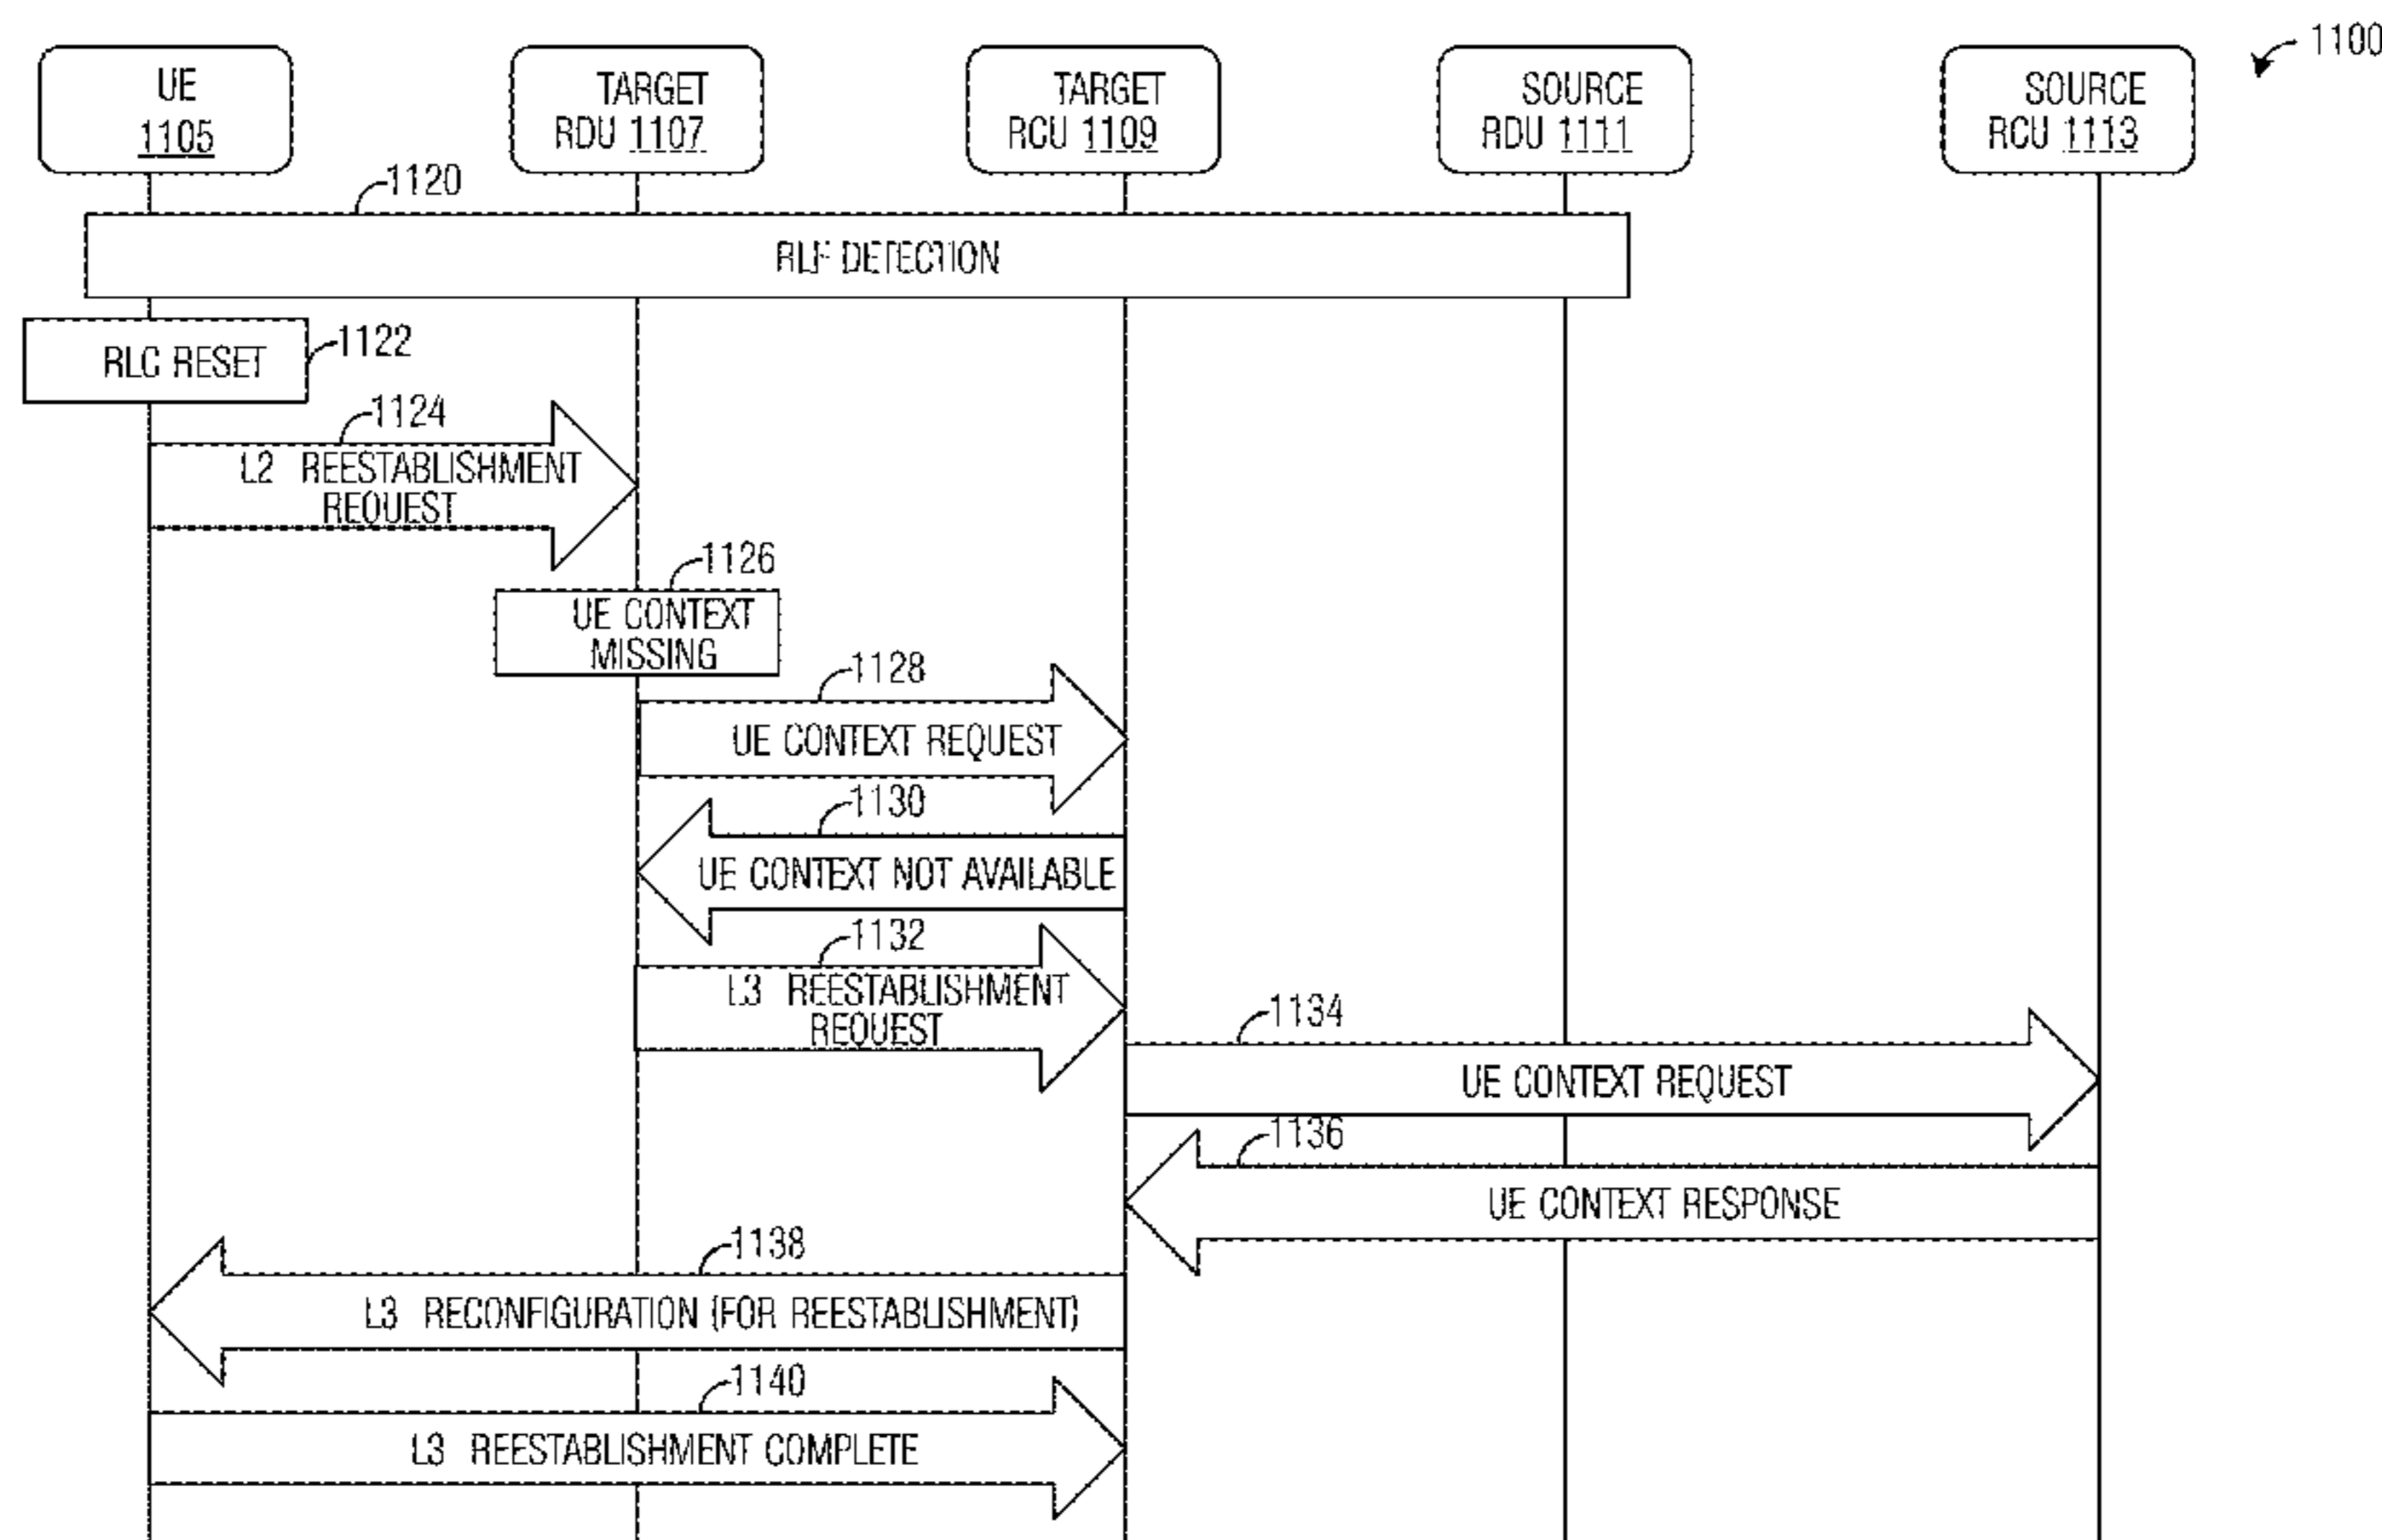 1100
UE
1105
TARGET
RDU 1107
TARGET
RCU 1109
SOURCE
RDU 1111
SOURCE
RCU 1113
1120
RLF DETECTION
RLC RESET
1122
1124
L2 REESTABLISHMENT
REQUEST
1126
UE CONTEXT
MISSING
1128
UE CONTEXT REQUEST
1130
UE CONTEXT NOT AVAILABLE
1132
L3 REESTABLISHMENT
REQUEST
1134
UE CONTEXT REQUEST
1136
UE CONTEXT RESPONSE
1138
L3 RECONFIGURATION (FOR REESTABLISHMENT)
1140
L3 REESTABLISHMENT COMPLETE